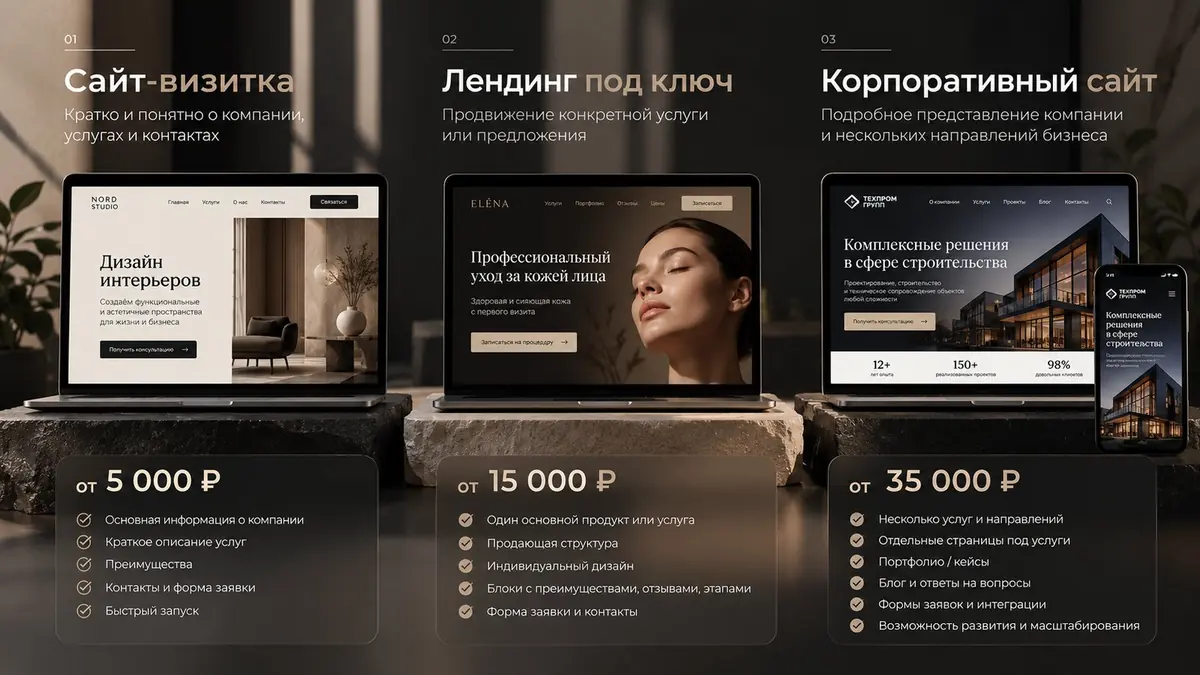 01
Сайт-визитка
Кратко и понятно о компании,
услугах и контактах
NORD
STUDIO
Главная
Услуги
О нас
Контакты
Связаться
Дизайн
интерьеров
Создаём функциональные
и эстетичные пространства
для жизни и бизнеса
Получить консультацию →
от 5 000 ₽
Основная информация о компании
Краткое описание услуг
Преимущества
Контакты и форма заявки
Быстрый запуск
02
Лендинг под ключ
Продвижение конкретной услуги
или предложения
ELÊNA
Услуги
Портфолио
Отзывы
Цены
Записаться
Профессиональный
уход за кожей лица
Здоровая и сияющая кожа
с первого визита
Записаться на процедуру →
от 15 000 ₽
Один основной продукт или услуга
Продающая структура
Индивидуальный дизайн
Блоки с преимуществами, отзывами, этапами
Форма заявки и контакты
03
Корпоративный сайт
Подробное представление компании
и нескольких направлений бизнеса
ТЕХПРОМ
ГРУПП
О компании
Услуги
Проекты
Блог
Контакты
Комплексные решения
в сфере строительства
Проектирование, строительство
и техническое сопровождение объектов
любой сложности
Получить консультацию →
12+
лет опыта
150+
реализованных проектов
98%
довольных клиентов
ТЕХПРОМ
ГРУПП
Комплексные
решения
в сфере
строительства
от 35 000 ₽
Несколько услуг и направлений
Отдельные страницы под услуги
Портфолио / кейсы
Блог и ответы на вопросы
Формы заявок и интеграции
Возможность развития и масштабирования